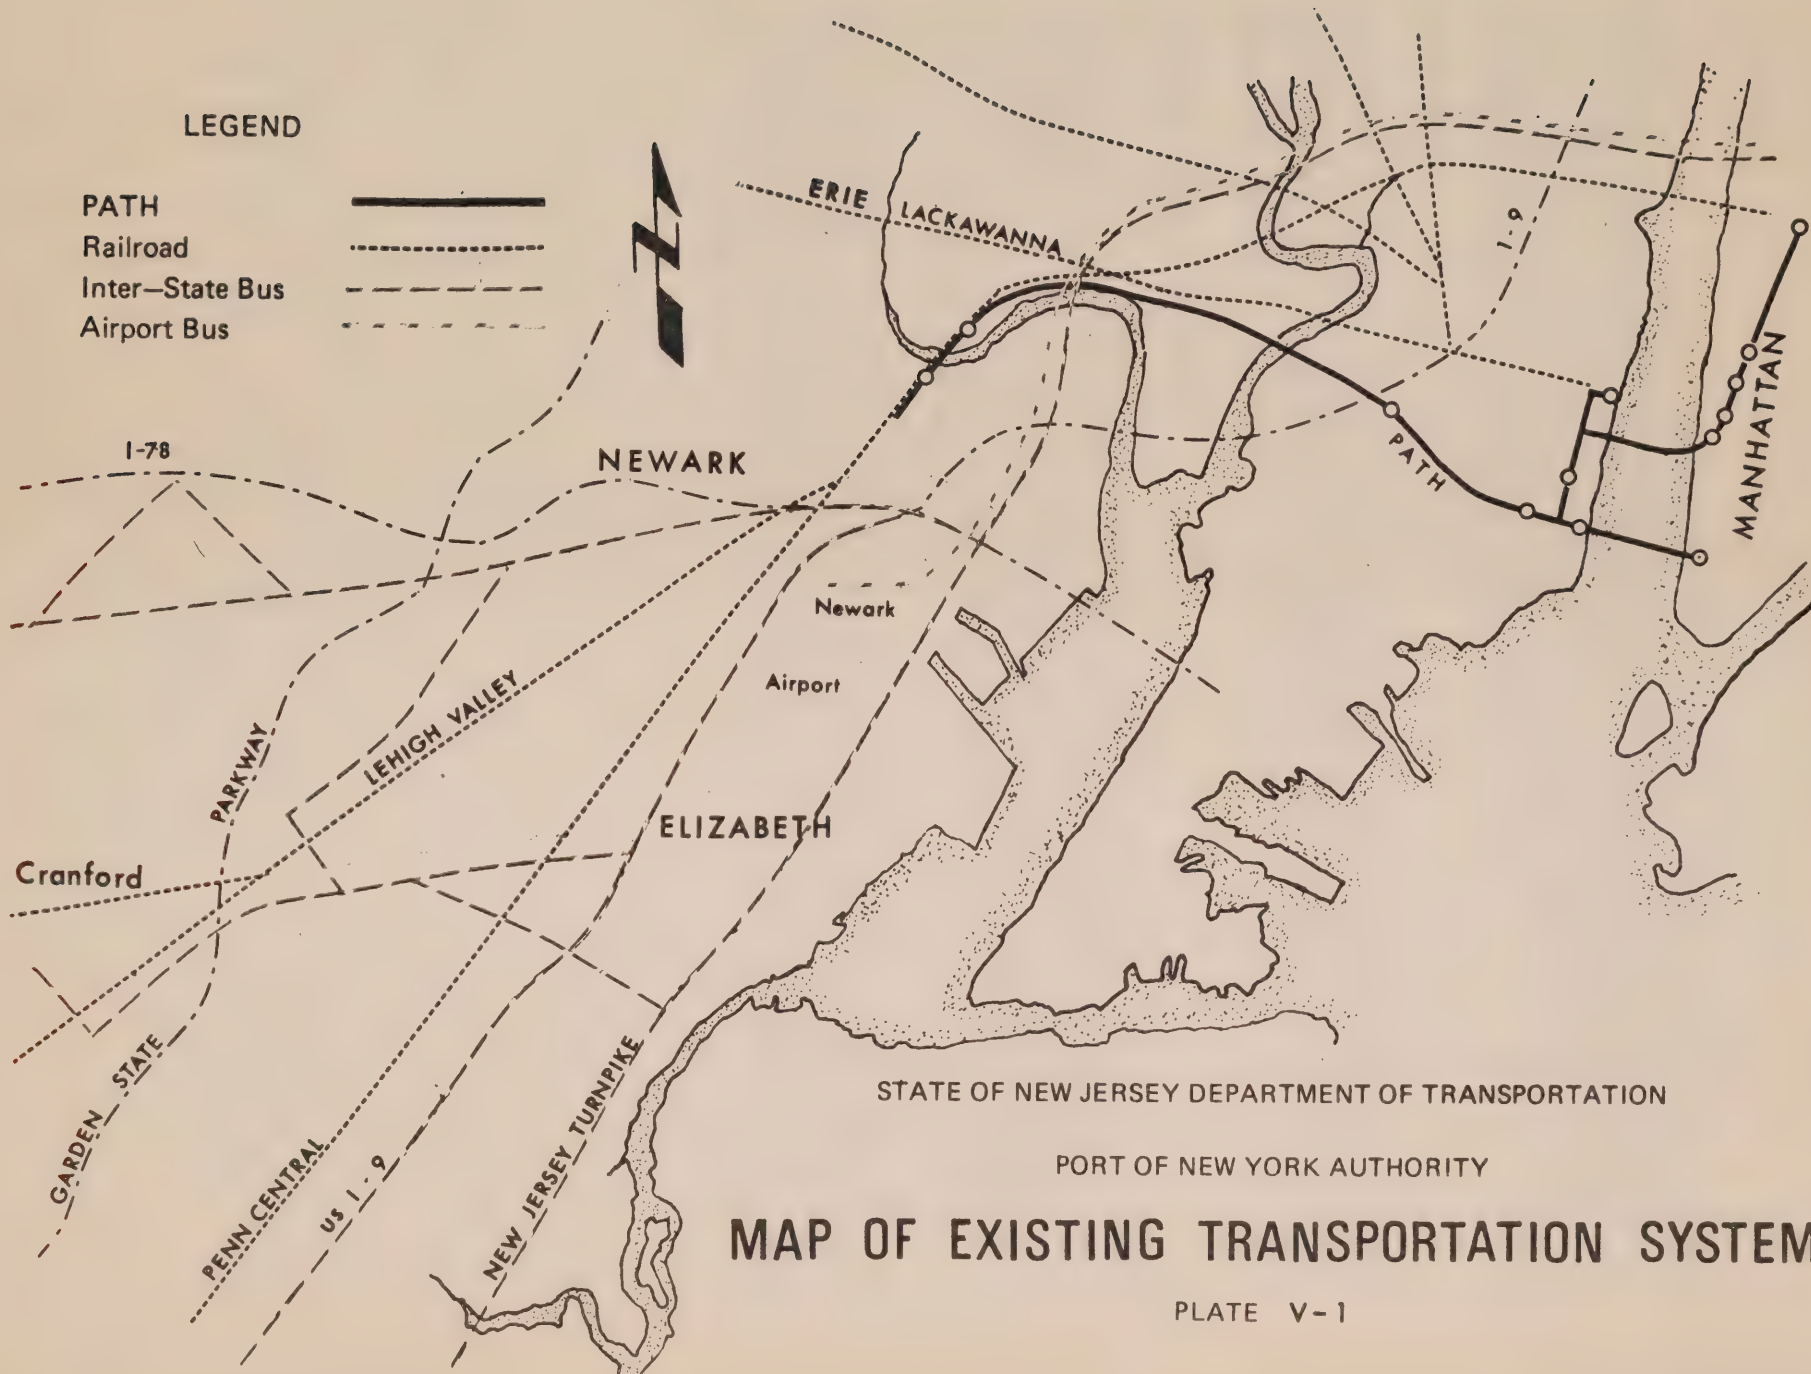 LEGEND
PATH
Railroad
Inter–State Bus
Airport Bus
ERIE LACKAWANNA
1-9
I-78
NEWARK
PATH
MANHATTAN
Newark
Airport
LEHIGH VALLEY
PARKWAY
ELIZABETH
Cranford
GARDEN STATE
PENN CENTRAL
US 1-9
NEW JERSEY TURNPIKE
STATE OF NEW JERSEY DEPARTMENT OF TRANSPORTATION
PORT OF NEW YORK AUTHORITY
MAP OF EXISTING TRANSPORTATION SYSTEM
PLATE V-1